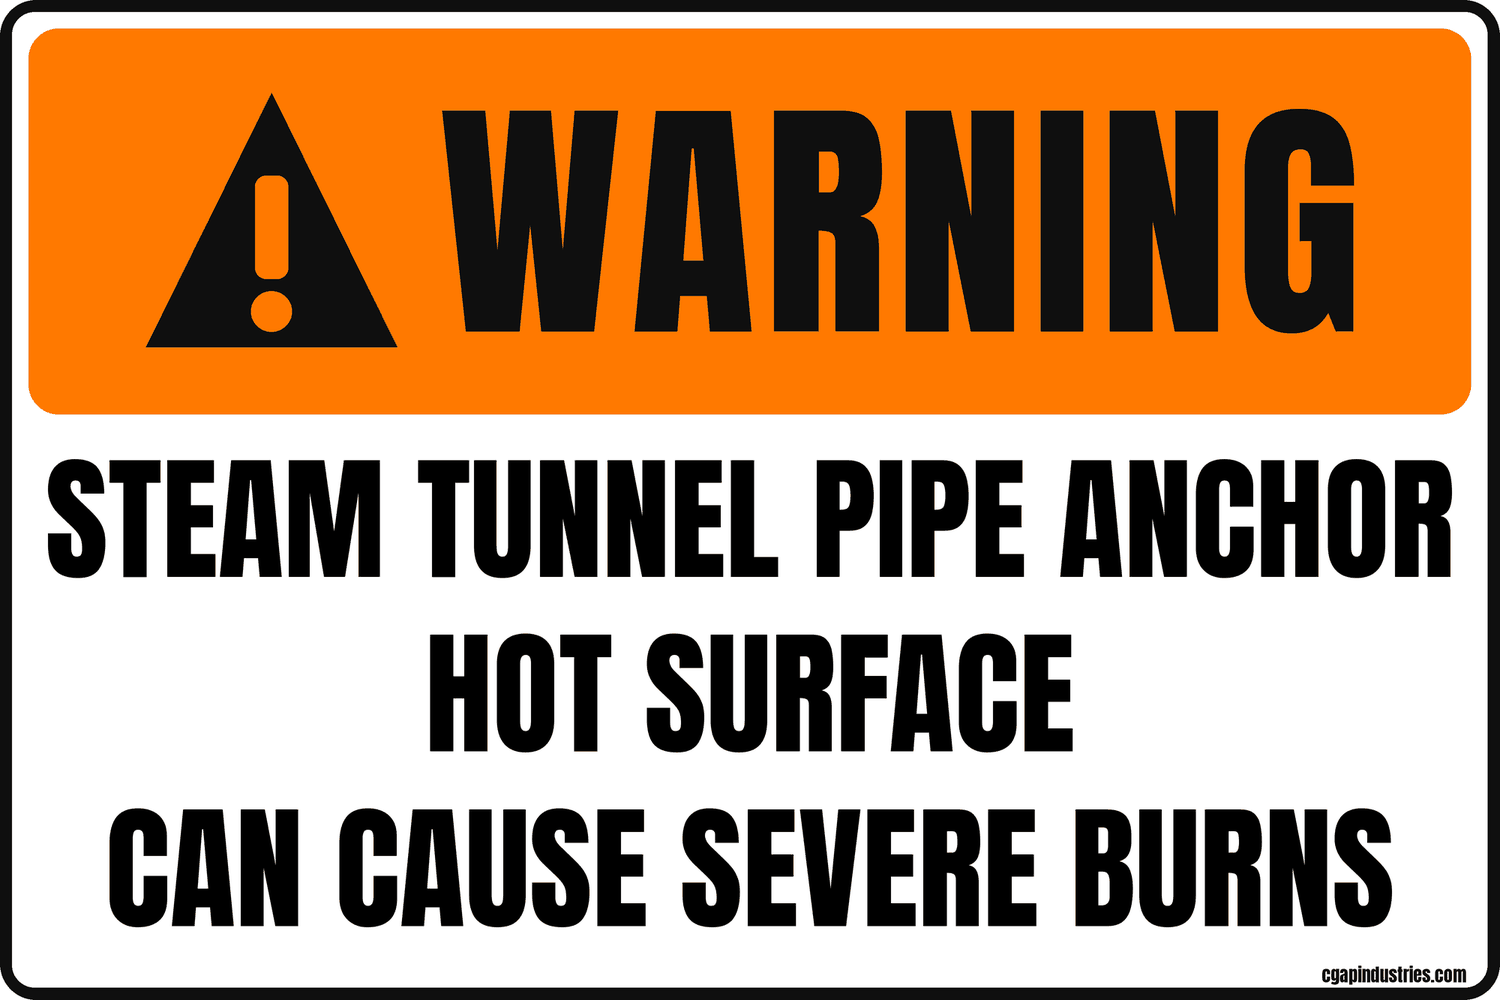 WARNING
STEAM TUNNEL PIPE ANCHOR
HOT SURFACE
CAN CAUSE SEVERE BURNS
cgapindustries.com